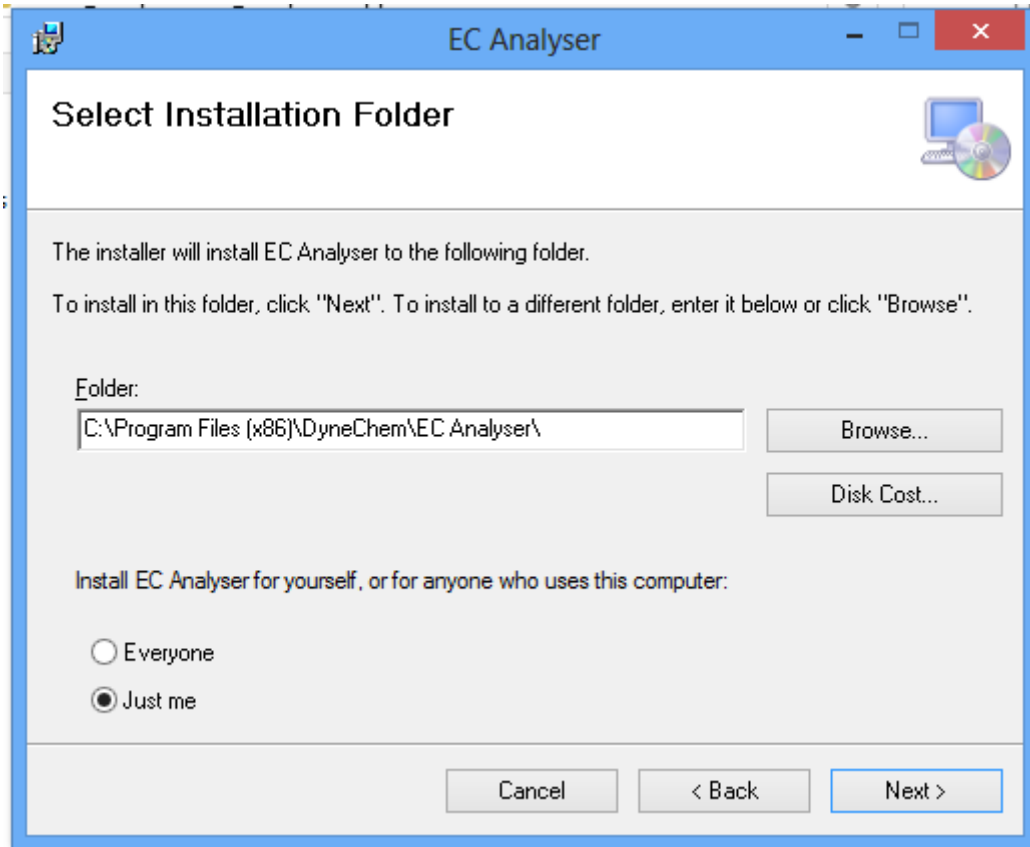 EC Analyser
Select Installation Folder
The installer will install EC Analyser to the following folder.
To install in this folder, click "Next". To install to a different folder, enter it below or click "Browse".
Folder:
C:\Program Files (x86)\DyneChem\EC Analyser\
Browse...
Disk Cost...
Install EC Analyser for yourself, or for anyone who uses this computer:
Everyone
Just me
Cancel
< Back
Next >